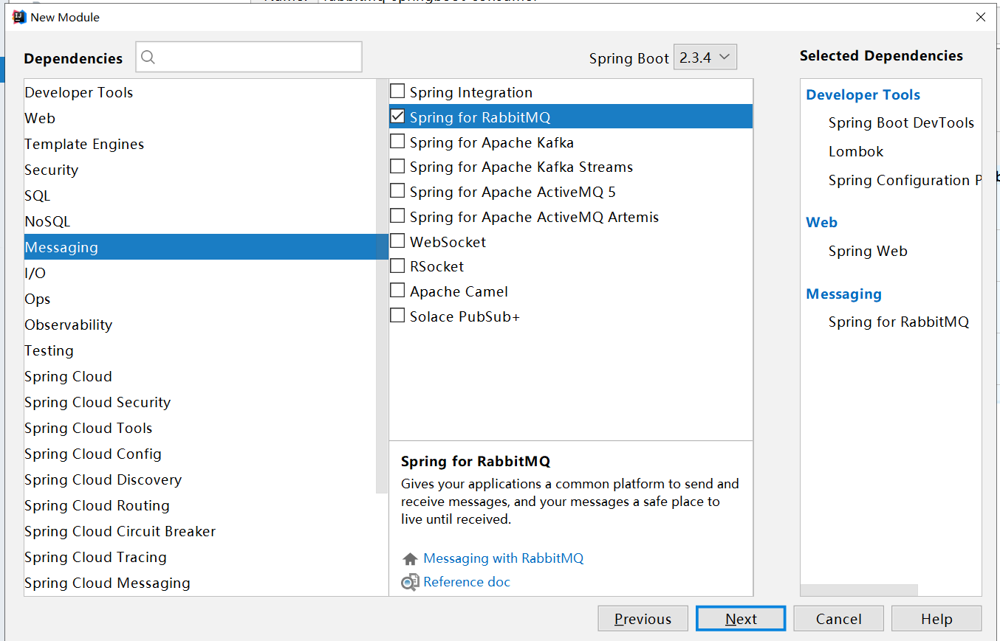 New Module
Dependencies
Spring Boot 2.3.4
Selected Dependencies
Developer Tools
Web
Template Engines
Security
SQL
NoSQL
Messaging
I/O
Ops
Observability
Testing
Spring Cloud
Spring Cloud Security
Spring Cloud Tools
Spring Cloud Config
Spring Cloud Discovery
Spring Cloud Routing
Spring Cloud Circuit Breaker
Spring Cloud Tracing
Spring Cloud Messaging
Spring Integration
Spring for RabbitMQ
Spring for Apache Kafka
Spring for Apache Kafka Streams
Spring for Apache ActiveMQ 5
Spring for Apache ActiveMQ Artemis
WebSocket
RSocket
Apache Camel
Solace PubSub+
Spring for RabbitMQ
Gives your applications a common platform to send and
receive messages, and your messages a safe place to
live until received.
Messaging with RabbitMQ
Reference doc
Developer Tools
Spring Boot DevTools
Lombok
Spring Configuration P
Web
Spring Web
Messaging
Spring for RabbitMQ
Previous
Next
Cancel
Help